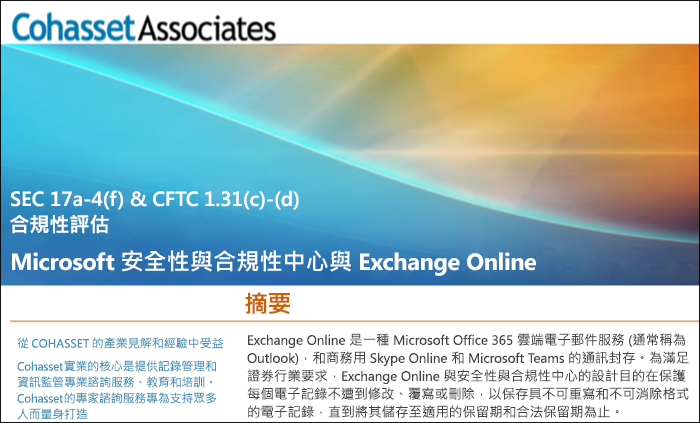 Cohasset Associates
SEC 17a-4(f) & CFTC 1.31(c)-(d)
合規性評估
Microsoft 安全性與合規性中心與 Exchange Online
摘要
從 COHASSET 的產業見解和經驗中受益
Cohasset實業的核心是提供記錄管理和
資訊監管專業諮詢服務、教育和培訓。
Cohasset的專家諮詢服務專為支持眾多
人而量身打造
Exchange Online 是一種 Microsoft Office 365 雲端電子郵件服務 (通常稱為
Outlook)，和商務用 Skype Online 和 Microsoft Teams 的通訊封存。為滿足
證券行業要求，Exchange Online 與安全性與合規性中心的設計目的在保護
每個電子記錄不遭到修改、覆寫或刪除，以保存具不可重寫和不可消除格式
的電子記錄，直到將其儲存至適用的保留期和合法保留期為止。